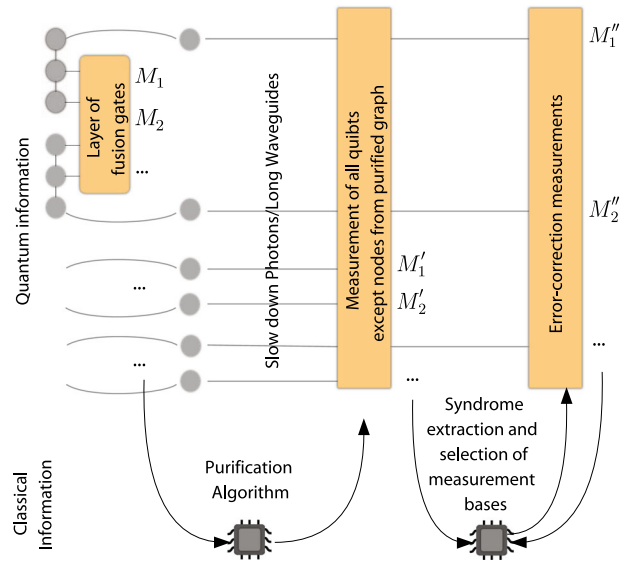 Quantum information
Classical
Information
Layer of
fusion gates
M₁
M₂
...
...
...
Slow down Photons/Long Waveguides
Measurement of all quibts
except nodes from purified graph
M₁′
M₂′
...
Error-correction measurements
M₁″
M₂″
...
Purification
Algorithm
Syndrome
extraction and
selection of
measurement
bases